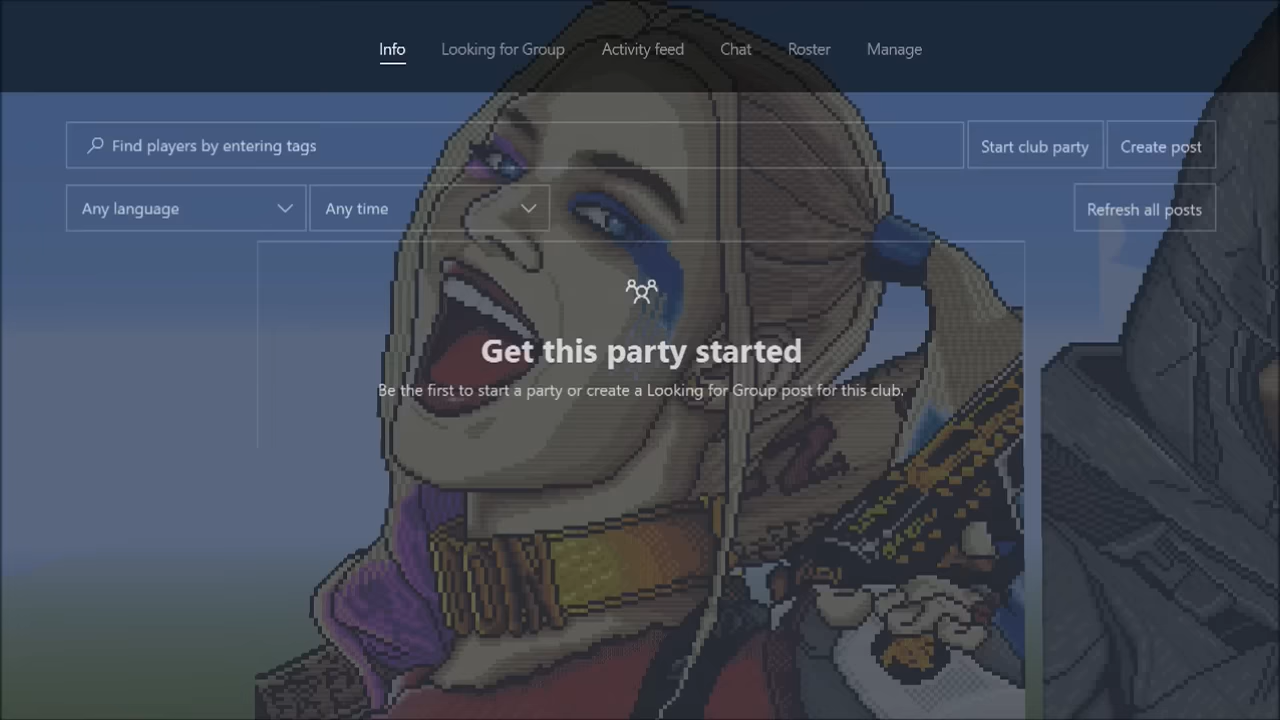 Info Looking for Group Activity feed Chat Roster Manage
Find players by entering tags Start club party Create post
Any language Any time Refresh all posts
Get this party started
Be the first to start a party or create a Looking for Group post for this club.